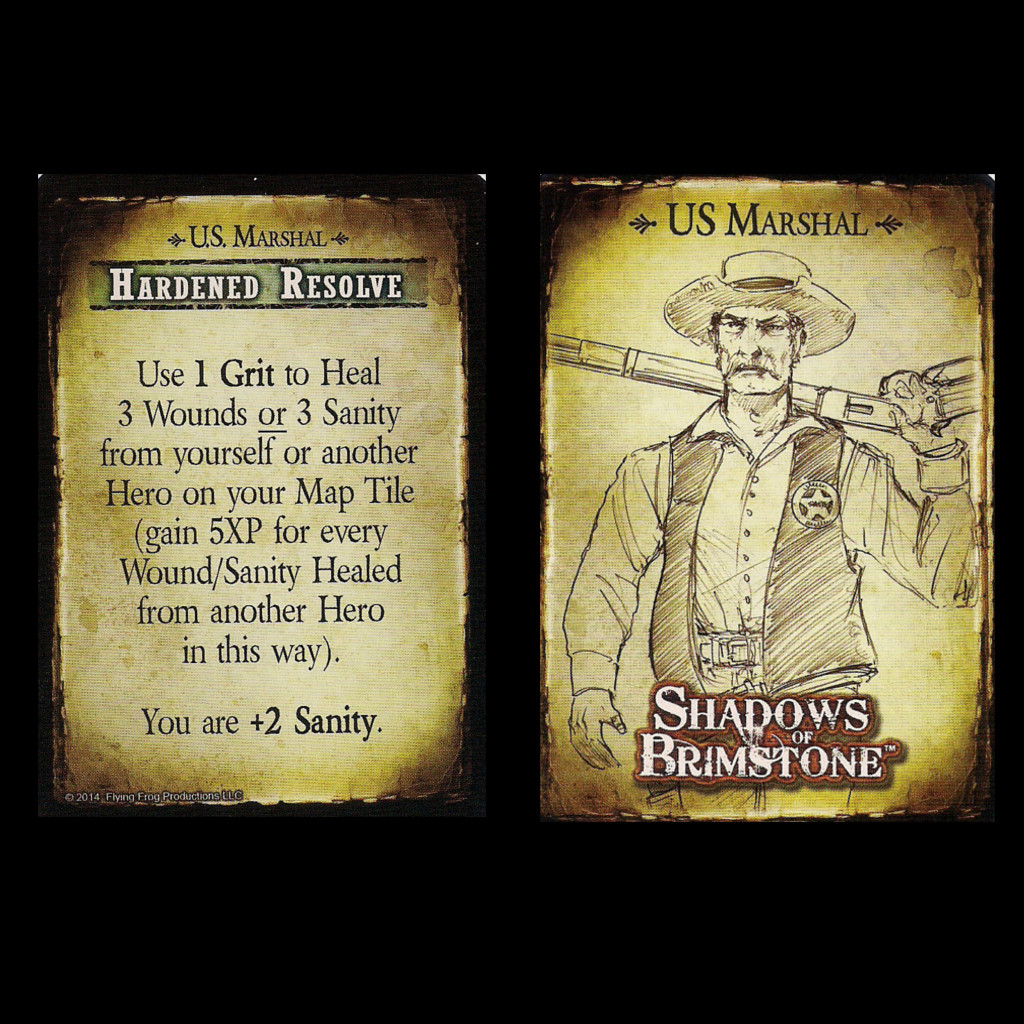 U.S. MARSHAL
HARDENED RESOLVE
Use 1 Grit to Heal
3 Wounds or 3 Sanity
from yourself or another
Hero on your Map Tile
(gain 5XP for every
Wound/Sanity Healed
from another Hero
in this way).
You are +2 Sanity.
© 2014 Flying Frog Productions LLC
US MARSHAL
SHADOWS
OF
BRIMSTONE™